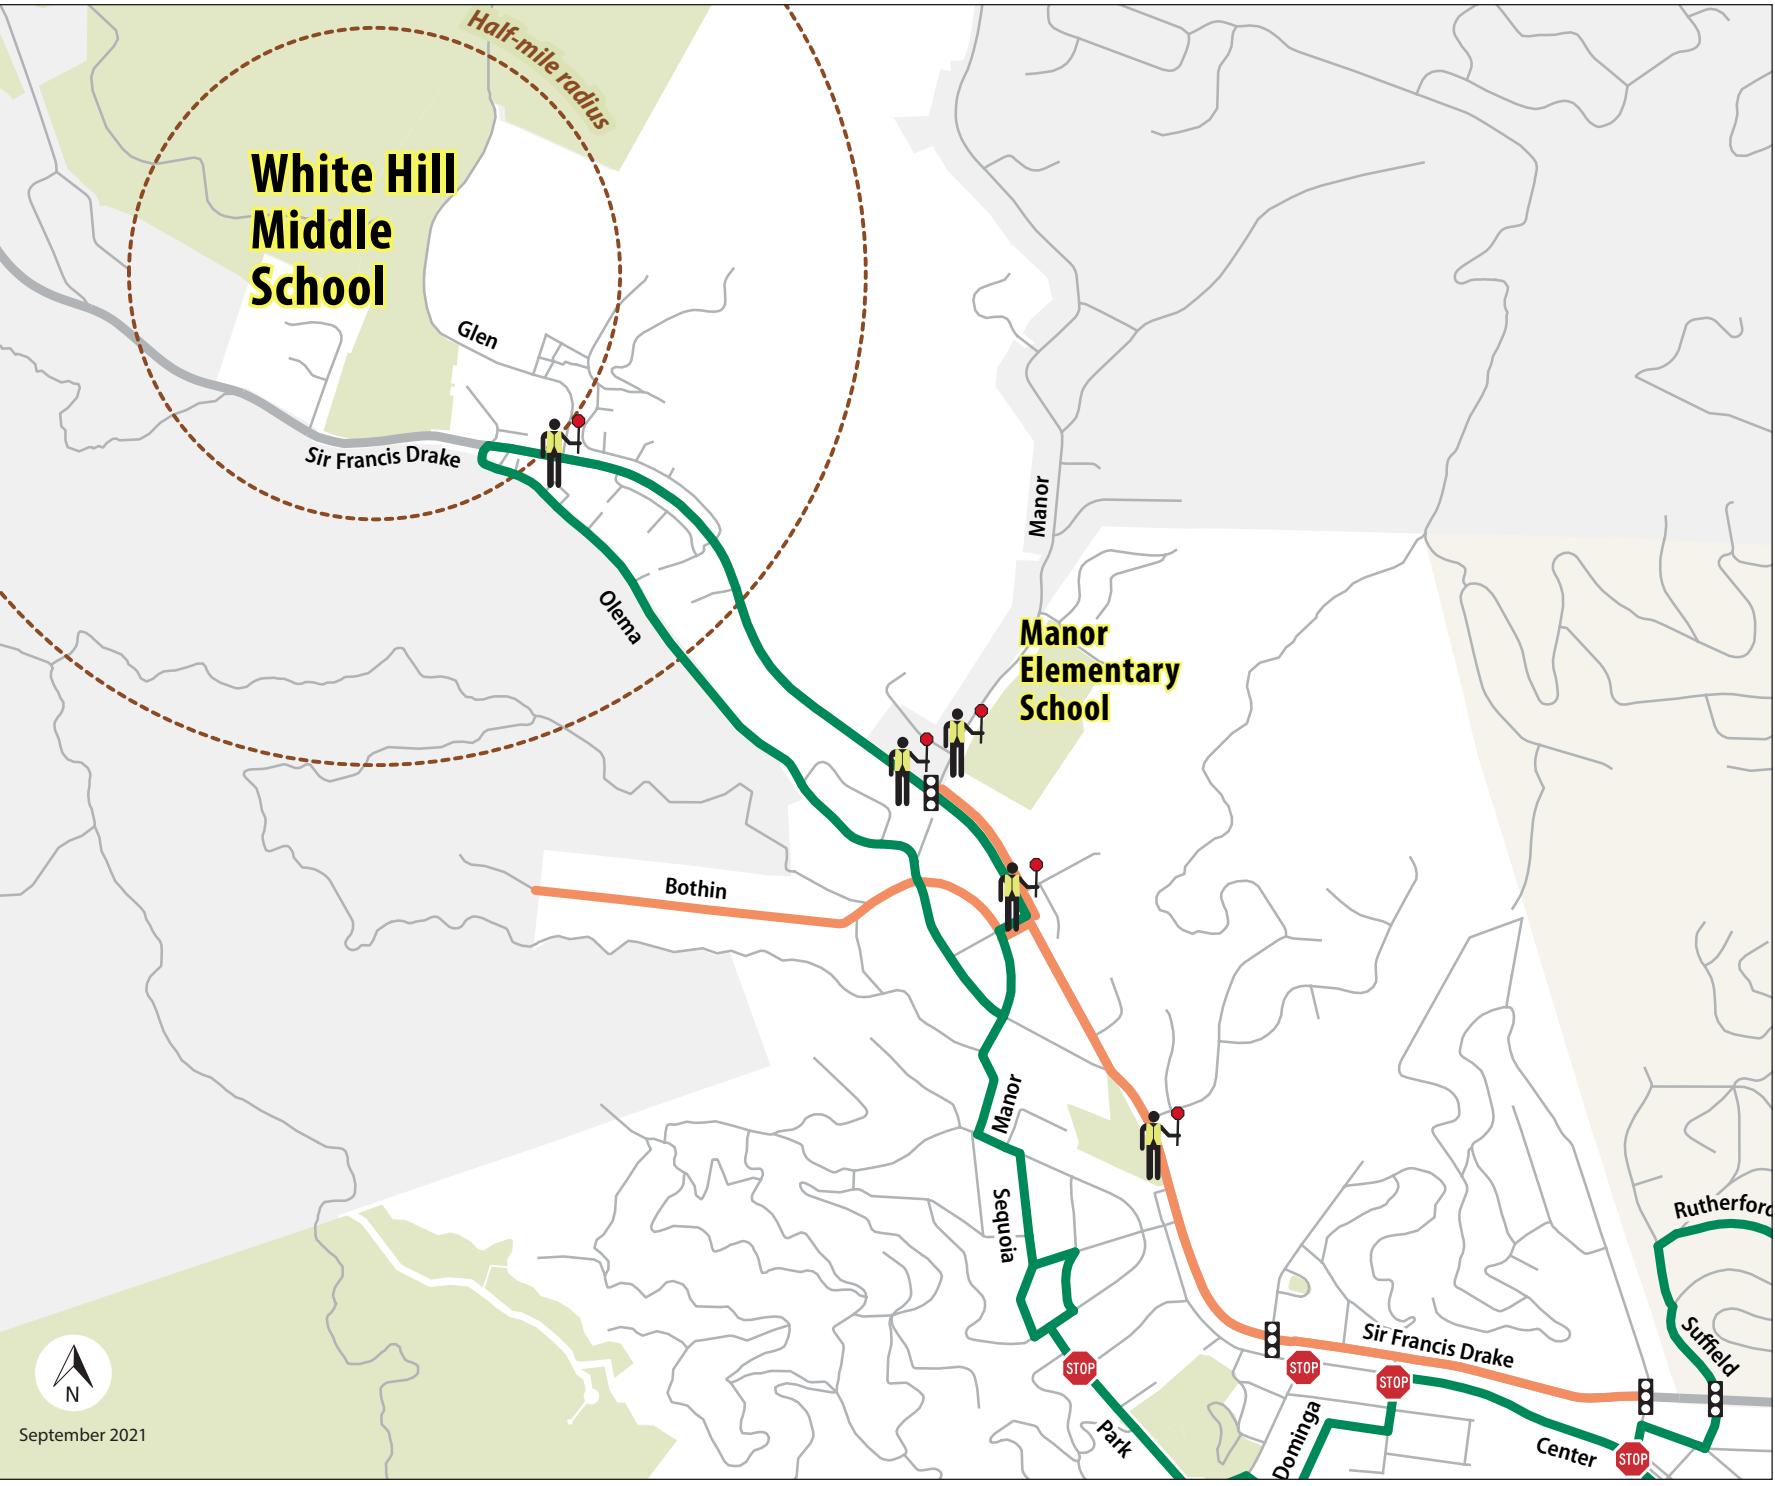 Half-mile radius
White Hill
Middle
School
Glen
Sir Francis Drake
Manor
Olema
Manor
Elementary
School
Bothin
Manor
Sequoia
Rutherford
Suffield
Sir Francis Drake
STOP
STOP
STOP
Park
Dominga
Center
STOP
N
September 2021